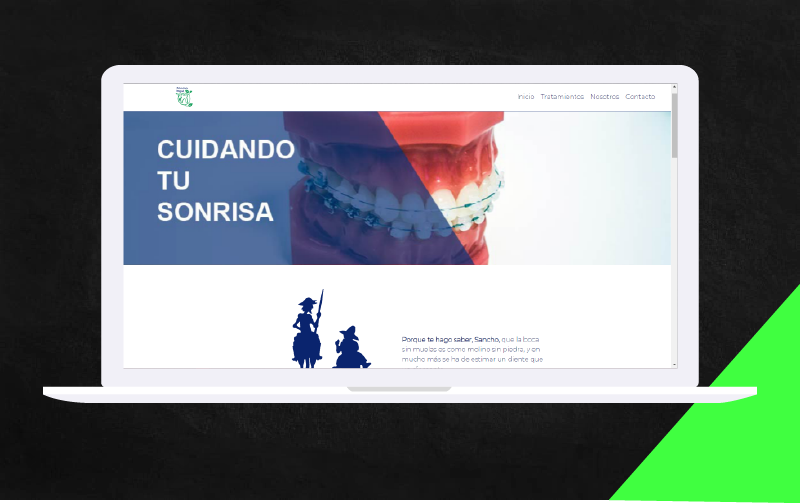 Inicio Tratamientos Nosotros Contacto
CUIDANDO
TU
SONRISA
Porque te hago saber, Sancho, que la boca
sin muelas es como molino sin piedra, y en
mucho más se ha de estimar un diente que